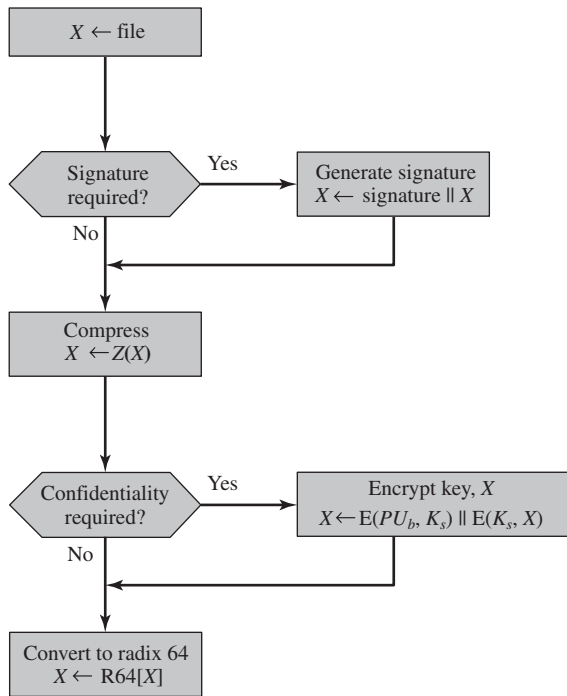 X ← file
Signature
required?
Yes
Generate signature
X ← signature || X
No
Compress
X ← Z(X)
Confidentiality
required?
Yes
Encrypt key, X
X ← E(PU_b, K_s) || E(K_s, X)
No
Convert to radix 64
X ← R64[X]